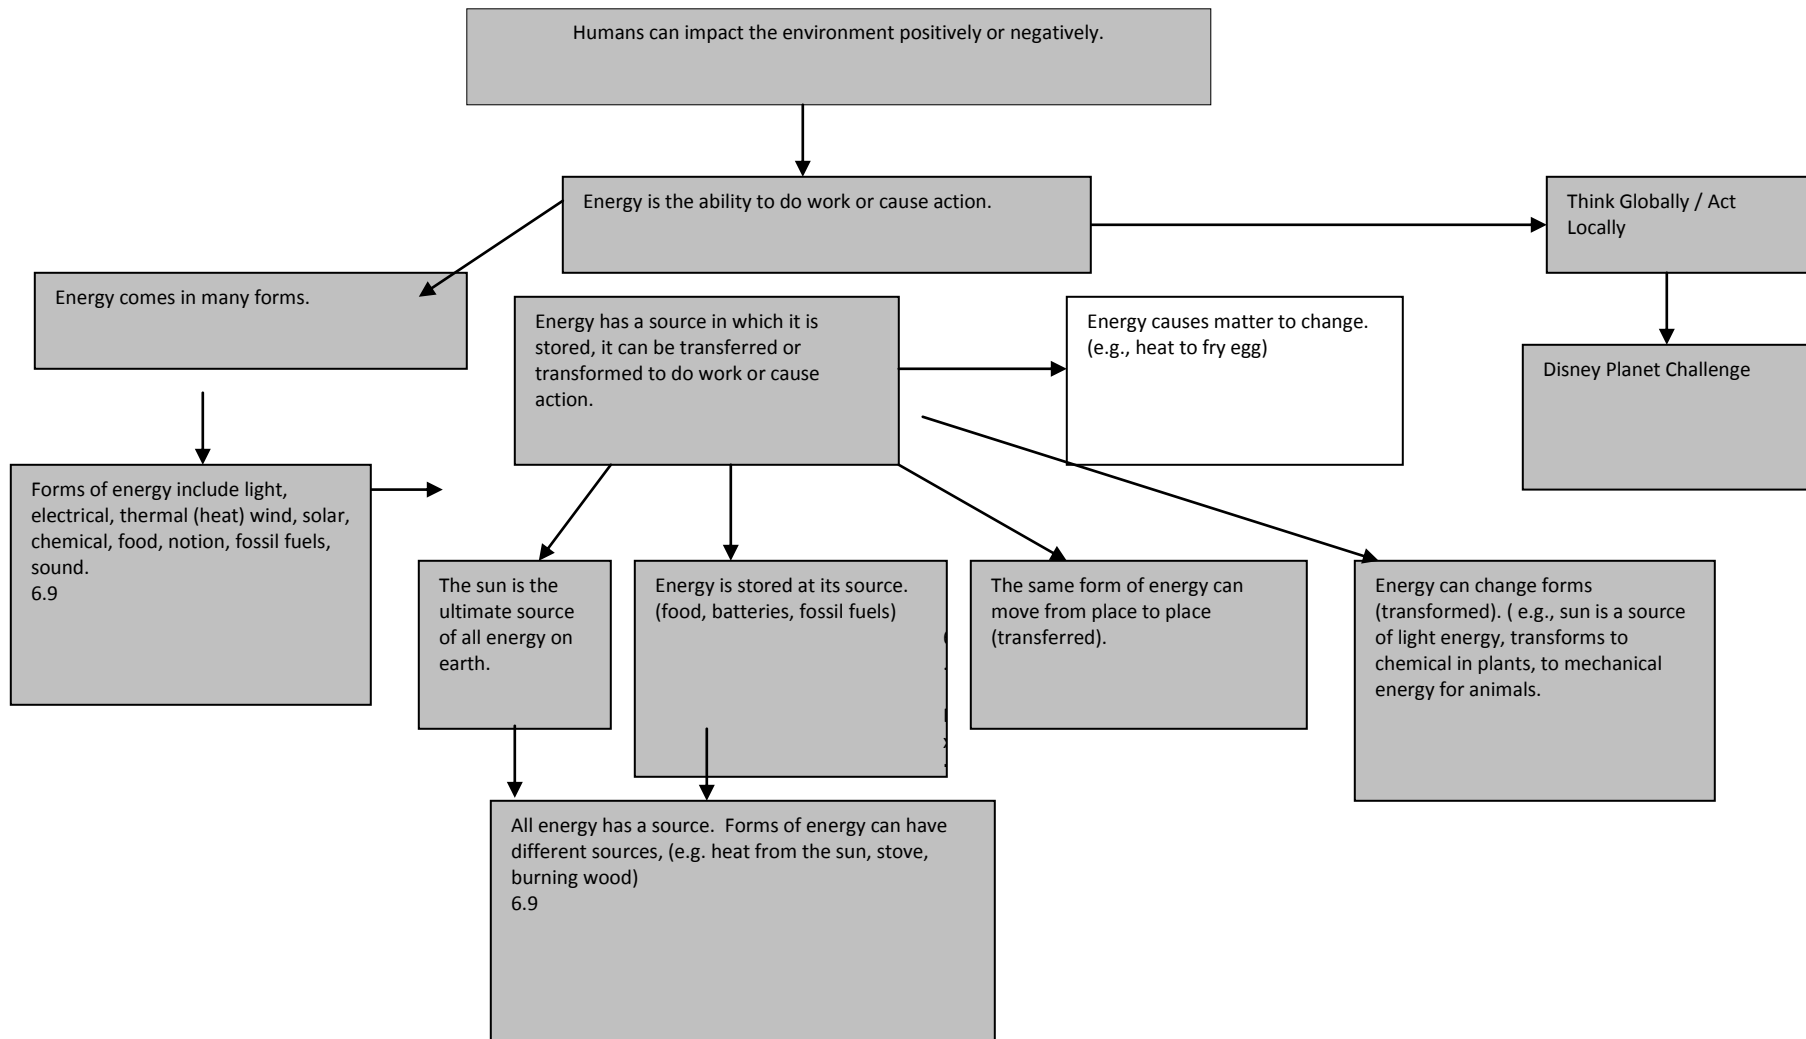 Humans can impact the environment positively or negatively.
Energy is the ability to do work or cause action.
Think Globally / Act
Locally
Energy comes in many forms.
Energy has a source in which it is
stored, it can be transferred or
transformed to do work or cause
action.
Energy causes matter to change.
(e.g., heat to fry egg)
Disney Planet Challenge
Forms of energy include light,
electrical, thermal (heat) wind, solar,
chemical, food, notion, fossil fuels,
sound.
6.9
The sun is the
ultimate source
of all energy on
earth.
Energy is stored at its source.
(food, batteries, fossil fuels)
The same form of energy can
move from place to place
(transferred).
Energy can change forms
(transformed). ( e.g., sun is a source
of light energy, transforms to
chemical in plants, to mechanical
energy for animals.
All energy has a source.  Forms of energy can have
different sources, (e.g. heat from the sun, stove,
burning wood)
6.9